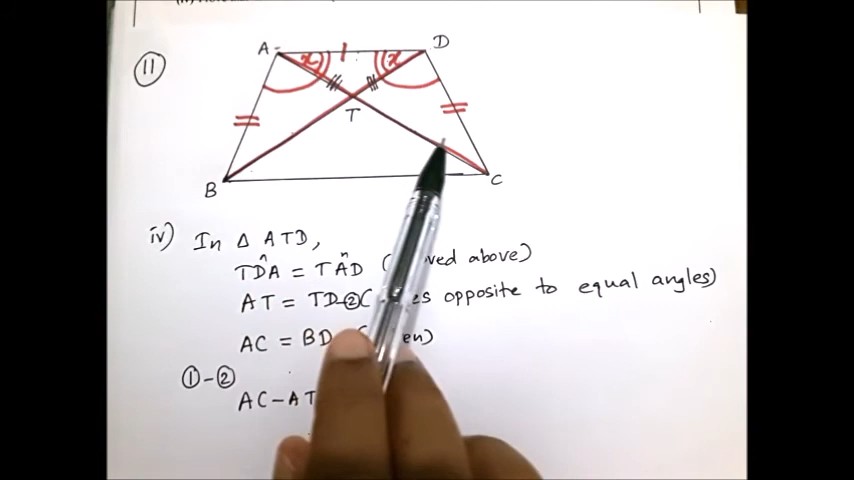 11
A
D
x
x
T
B
C
iv) In Δ ATD,
TD̂A = TÂD ( ved above)
AT = TD-② es opposite to equal angles)
AC = BD ( en)
①-②
AC-AT